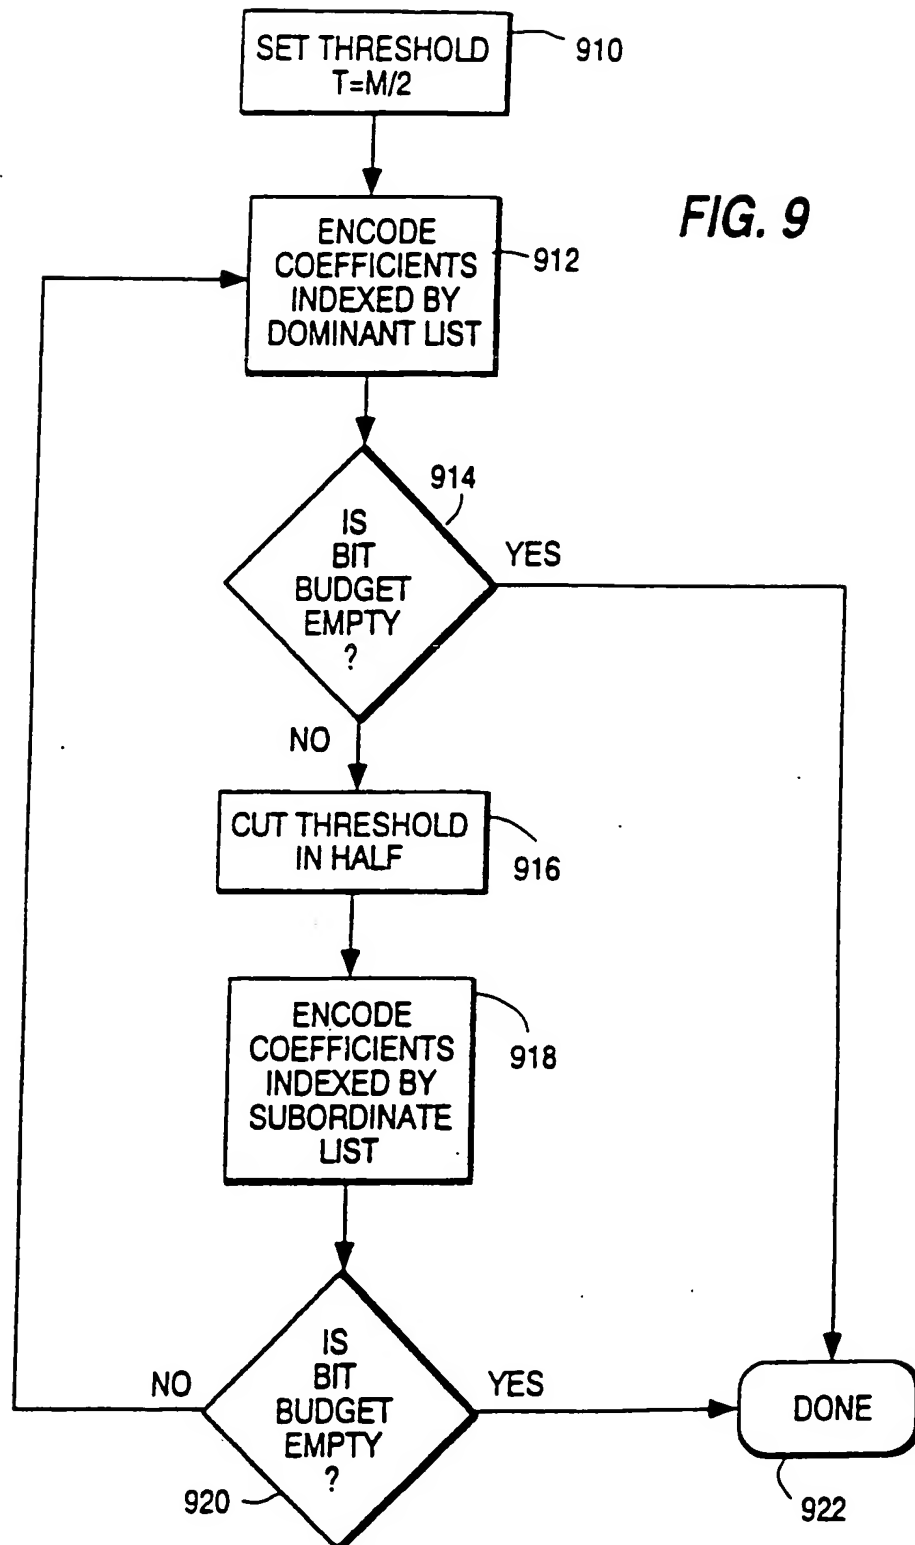 SET THRESHOLD
T=M/2
910
FIG. 9
ENCODE
COEFFICIENTS
INDEXED BY
DOMINANT LIST
912
914
IS
BIT
BUDGET
EMPTY
?
YES
NO
CUT THRESHOLD
IN HALF
916
ENCODE
COEFFICIENTS
INDEXED BY
SUBORDINATE
LIST
918
NO
IS
BIT
BUDGET
EMPTY
?
YES
DONE
920
922